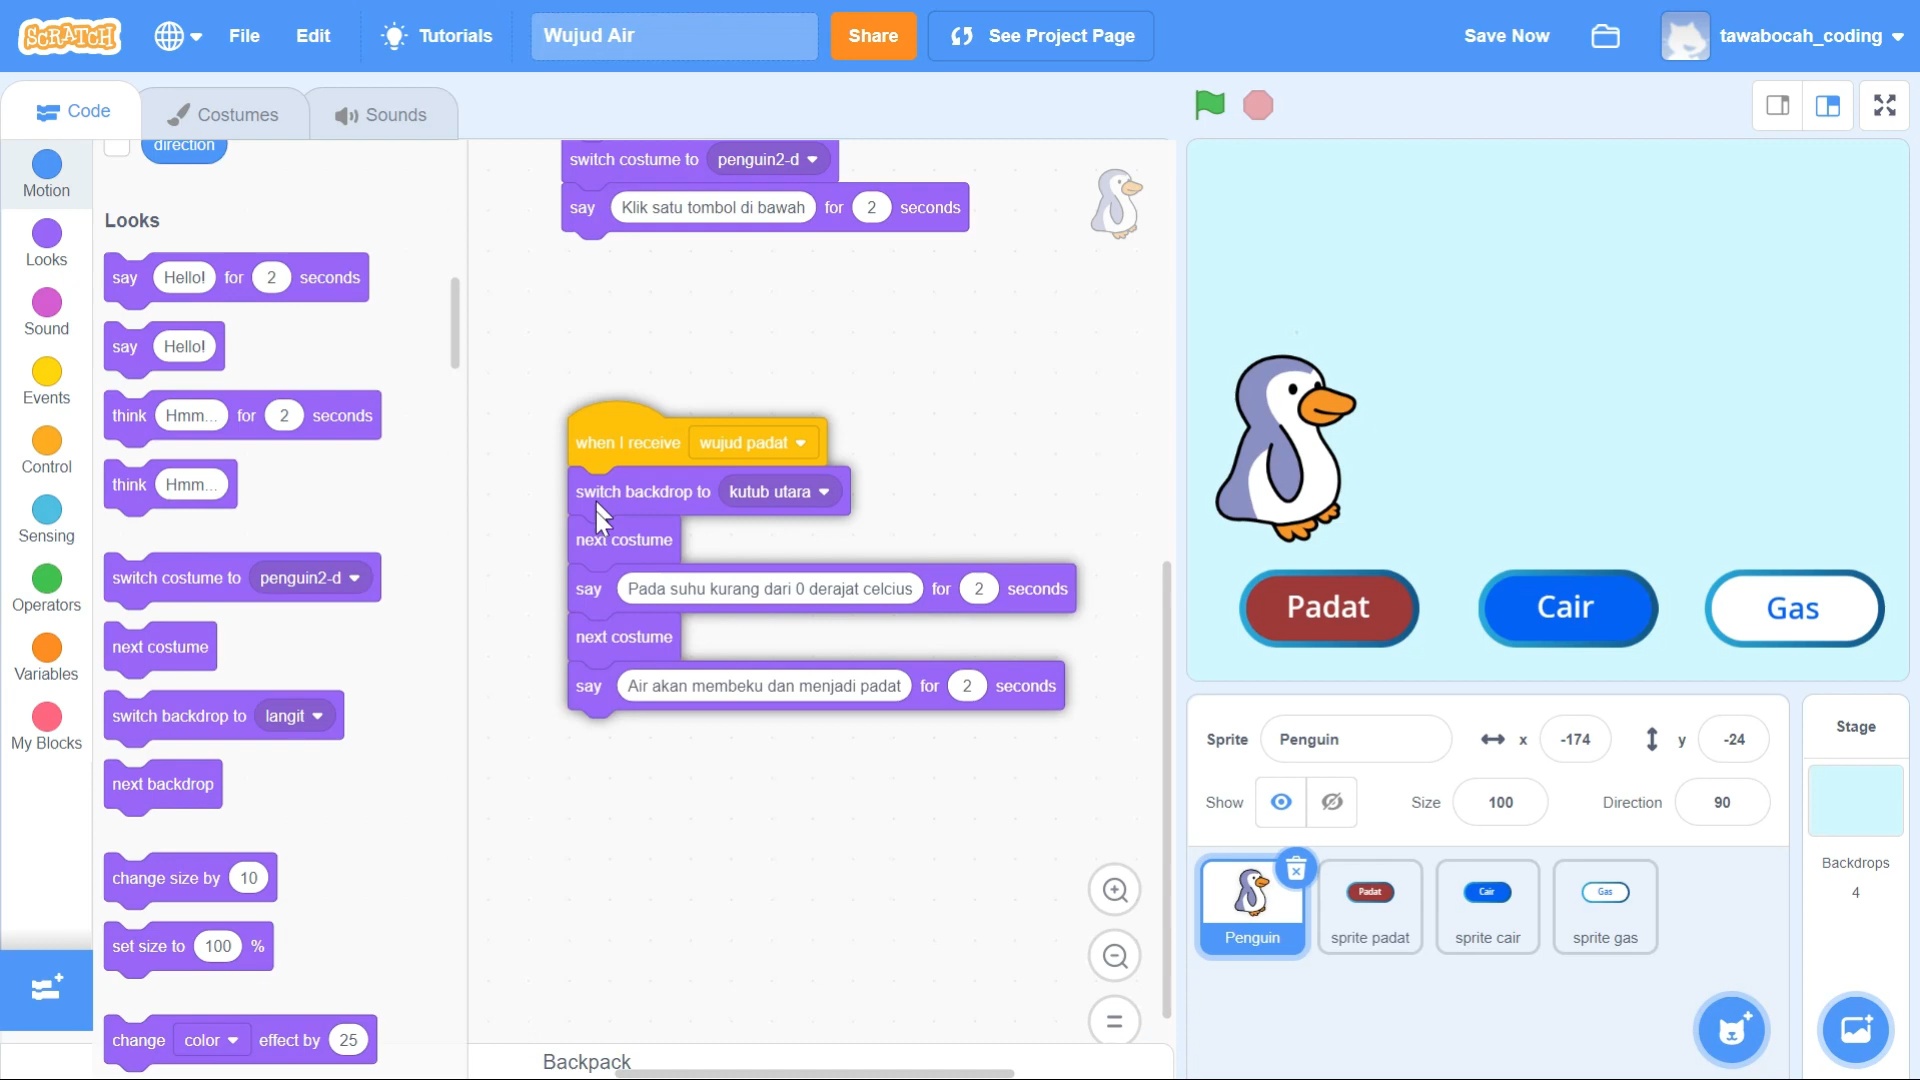 SCRATCH
File
Edit
Tutorials
Wujud Air
Share
See Project Page
Save Now
tawabocah_coding
Code
Costumes
Sounds
Motion
Looks
Sound
Events
Control
Sensing
Operators
Variables
My Blocks
direction
Looks
say Hello! for 2 seconds
say Hello!
think Hmm... for 2 seconds
think Hmm...
switch costume to penguin2-d
next costume
switch backdrop to langit
next backdrop
change size by 10
set size to 100 %
change color effect by 25
switch costume to penguin2-d
say Klik satu tombol di bawah for 2 seconds
when I receive wujud padat
switch backdrop to kutub utara
next costume
say Pada suhu kurang dari 0 derajat celcius for 2 seconds
next costume
say Air akan membeku dan menjadi padat for 2 seconds
Backpack
Padat
Cair
Gas
Sprite Penguin x -174 y -24
Show Size 100 Direction 90
Padat
Cair
Gas
Penguin
sprite padat
sprite cair
sprite gas
Stage
Backdrops
4